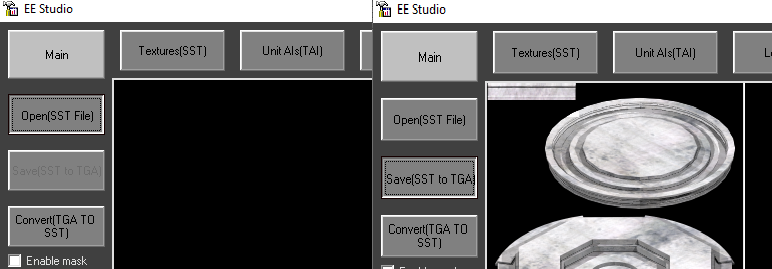 EE Studio
Main
Textures(SST)
Unit AIs(TAI)
Open(SST File)
Save(SST to TGA)
Convert(TGA TO
SST)
Enable mask
EE Studio
Main
Textures(SST)
Unit AIs(TAI)
Open(SST File)
Save(SST to TGA)
Convert(TGA TO
SST)